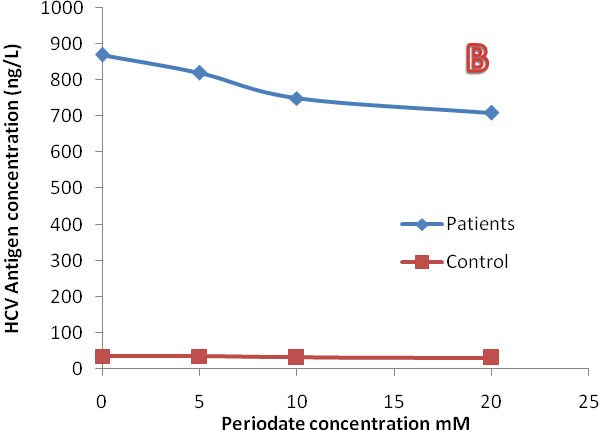 1000
900
800
700
600
500
400
300
200
100
0
HCV Antigen concentration (ng/L)
B
Patients
Control
0 5 10 15 20 25
Periodate concentration mM